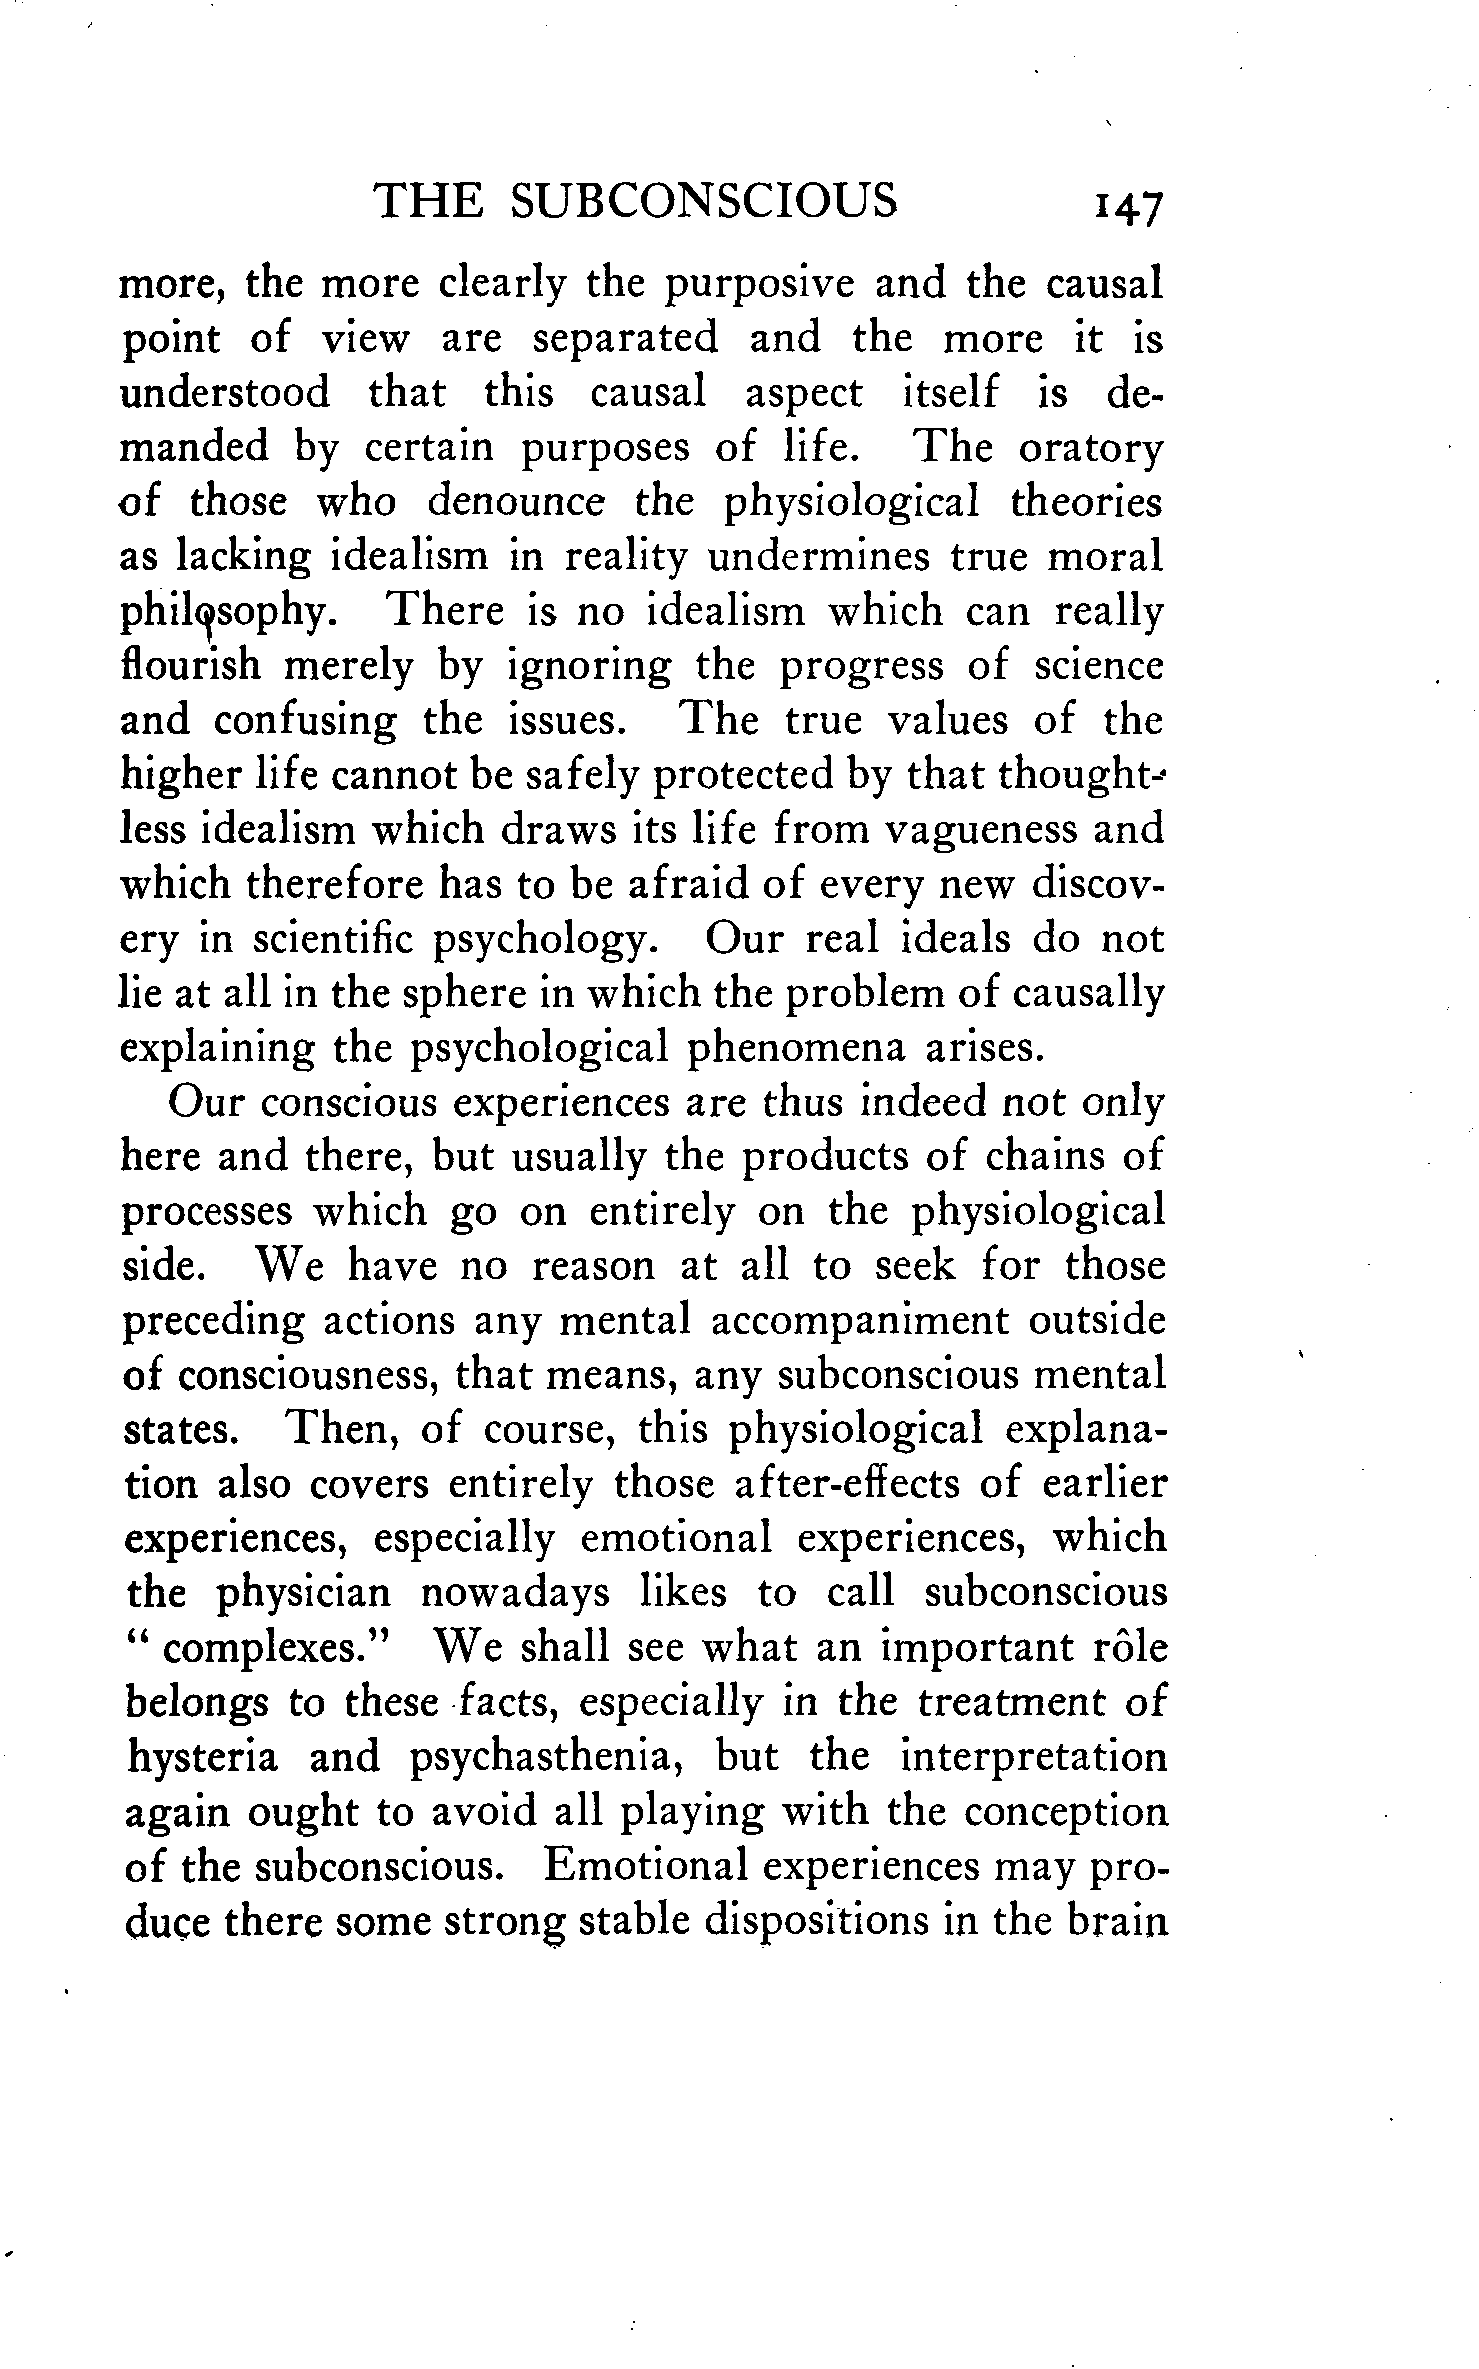 THE SUBCONSCIOUS 147
more, the more clearly the purposive and the causal
point of view are separated and the more it is
understood that this causal aspect itself is de-
manded by certain purposes of life. The oratory
of those who denounce the physiological theories
as lacking idealism in reality undermines true moral
philosophy. There is no idealism which can really
flourish merely by ignoring the progress of science
and confusing the issues. The true values of the
higher life cannot be safely protected by that thought-
less idealism which draws its life from vagueness and
which therefore has to be afraid of every new discov-
ery in scientific psychology. Our real ideals do not
lie at all in the sphere in which the problem of causally
explaining the psychological phenomena arises.
Our conscious experiences are thus indeed not only
here and there, but usually the products of chains of
processes which go on entirely on the physiological
side. We have no reason at all to seek for those
preceding actions any mental accompaniment outside
of consciousness, that means, any subconscious mental
states. Then, of course, this physiological explana-
tion also covers entirely those after-effects of earlier
experiences, especially emotional experiences, which
the physician nowadays likes to call subconscious
" complexes." We shall see what an important rôle
belongs to these facts, especially in the treatment of
hysteria and psychasthenia, but the interpretation
again ought to avoid all playing with the conception
of the subconscious. Emotional experiences may pro-
duce there some strong stable dispositions in the brain